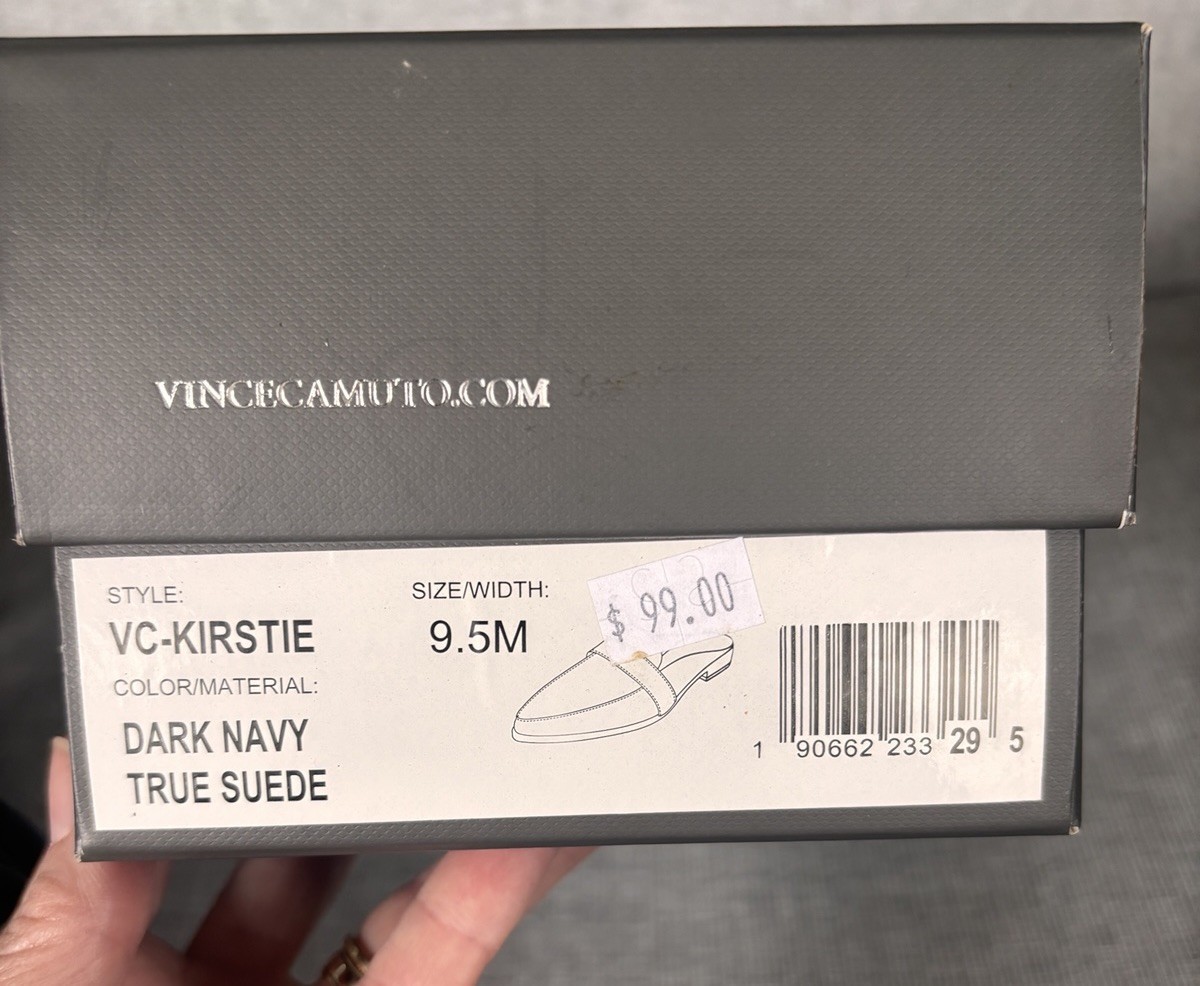 VINCECAMUTO.COM
STYLE:
VC-KIRSTIE
SIZE/WIDTH:
9.5M
$ 99.00
COLOR/MATERIAL:
DARK NAVY
TRUE SUEDE
1 90662 233 29 5